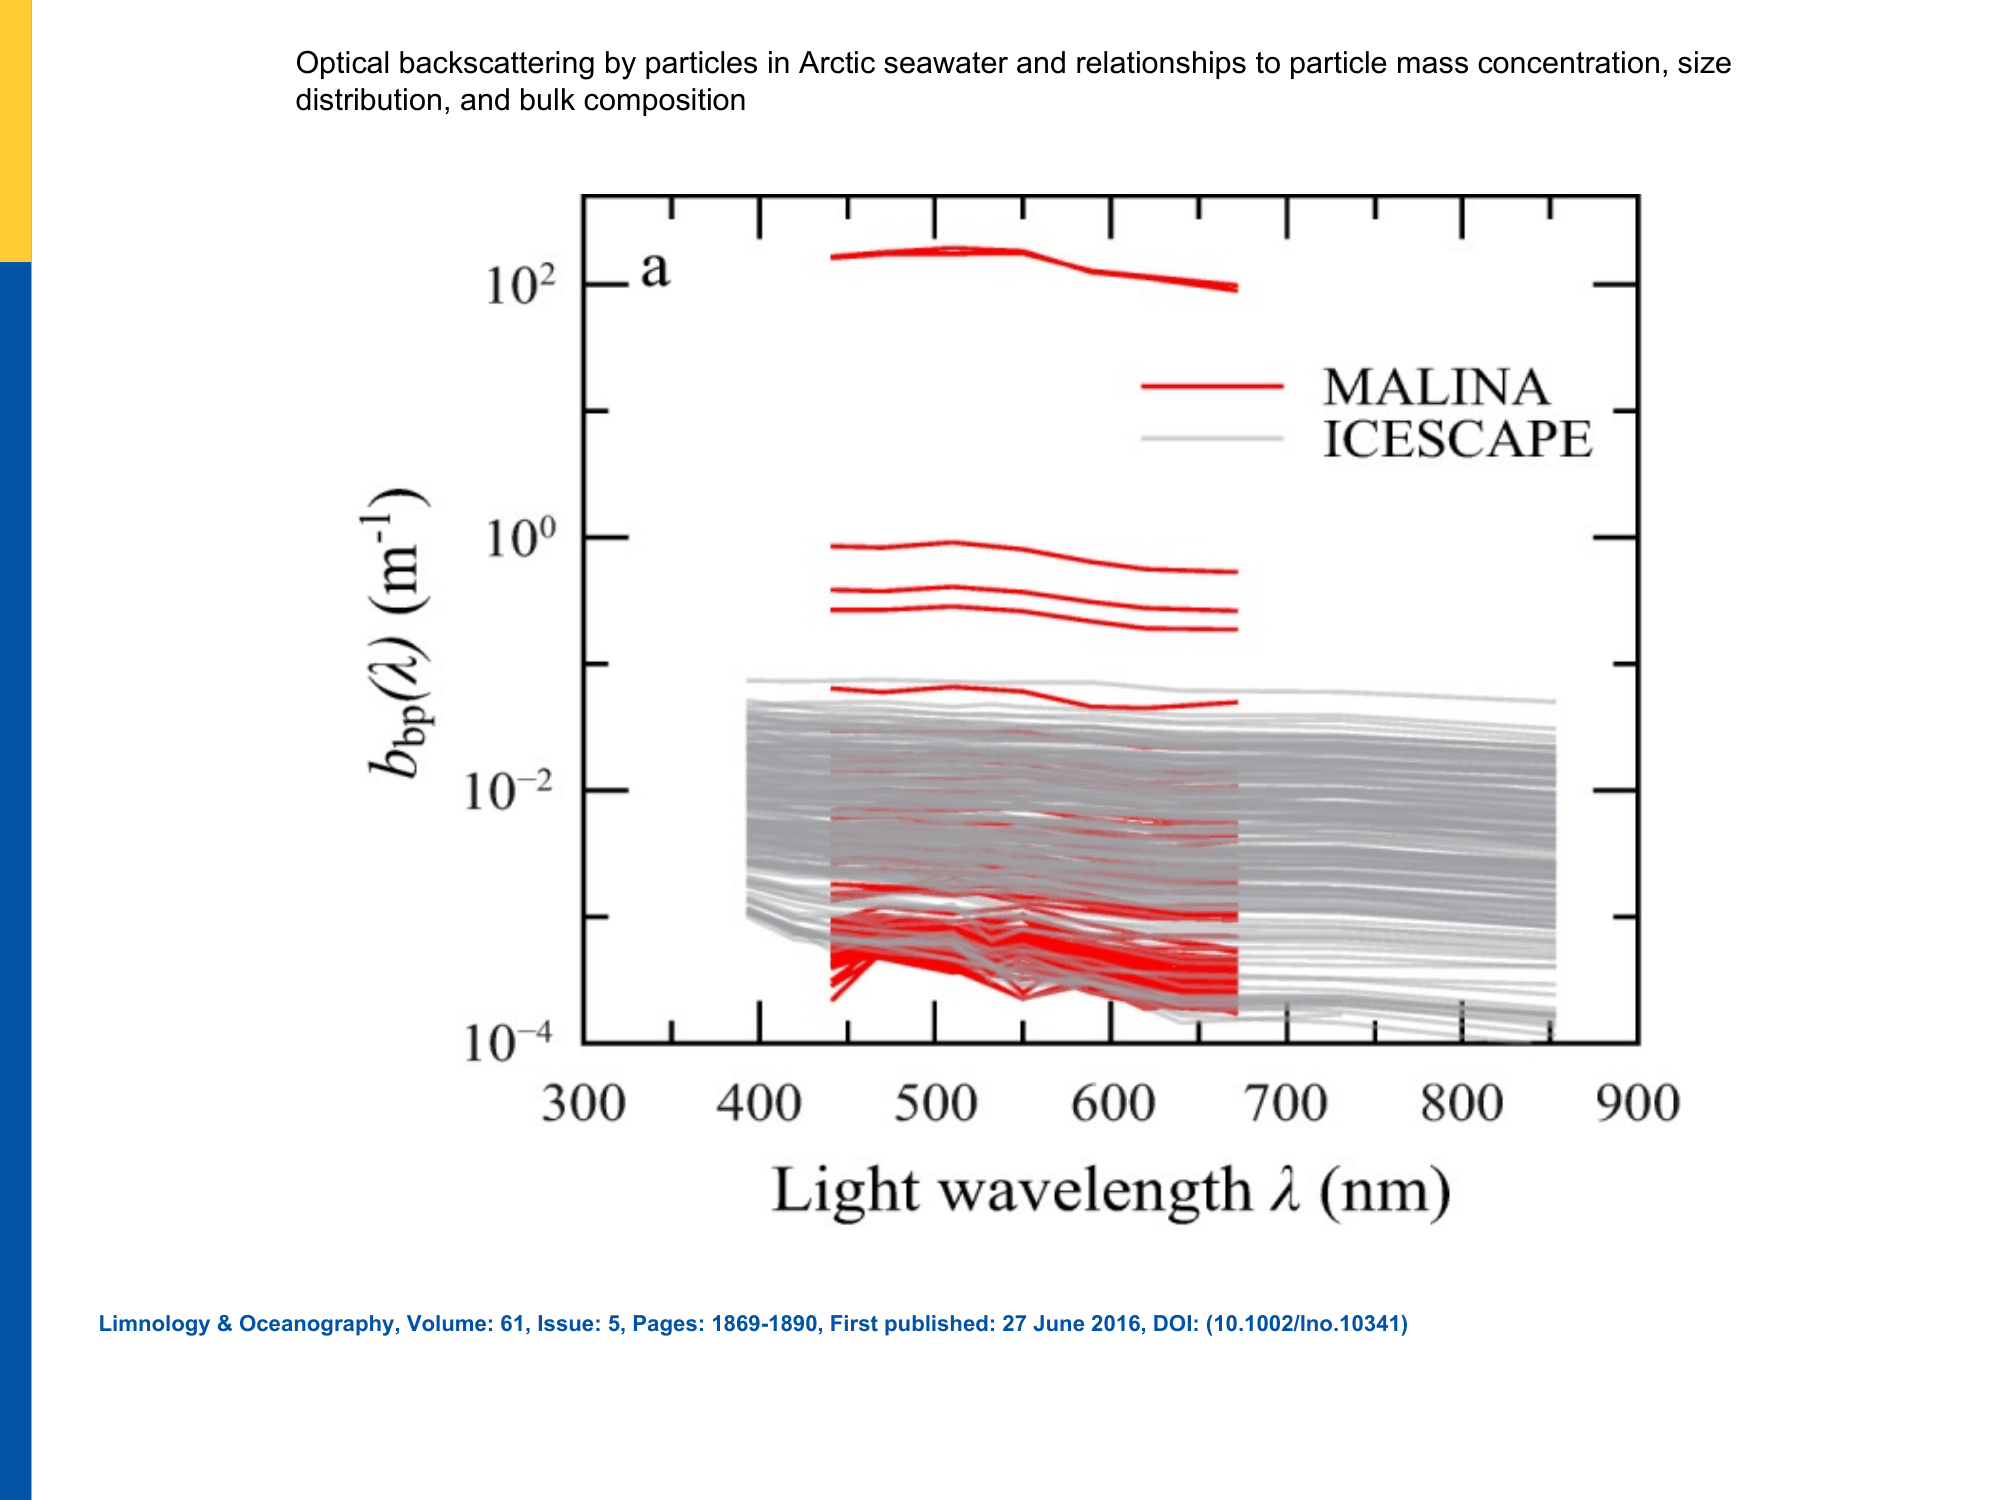 Optical backscattering by particles in Arctic seawater and relationships to particle mass concentration, size
distribution, and bulk composition
a
10²
MALINA
ICESCAPE
10⁰
b_bp(λ) (m⁻¹)
10⁻²
10⁻⁴
300 400 500 600 700 800 900
Light wavelength λ (nm)
Limnology & Oceanography, Volume: 61, Issue: 5, Pages: 1869-1890, First published: 27 June 2016, DOI: (10.1002/lno.10341)